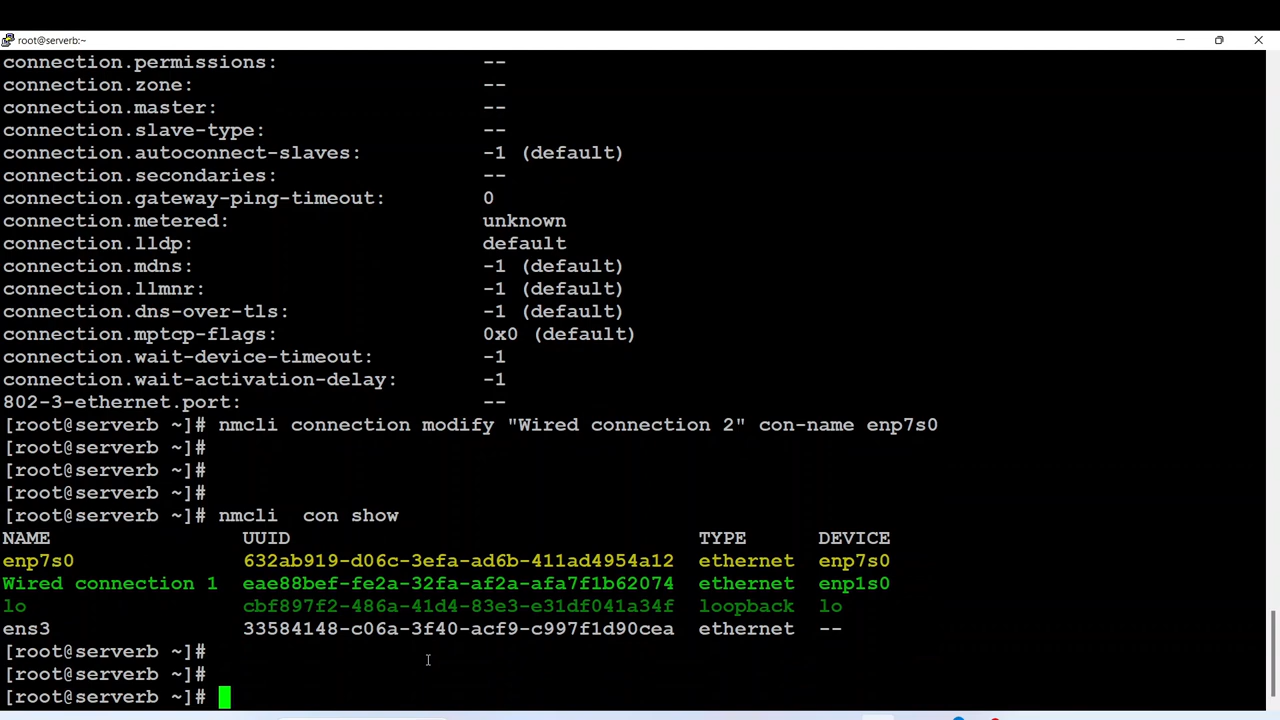 root@serverb:~
connection.permissions: --
connection.zone: --
connection.master: --
connection.slave-type: --
connection.autoconnect-slaves: -1 (default)
connection.secondaries: --
connection.gateway-ping-timeout: 0
connection.metered: unknown
connection.lldp: default
connection.mdns: -1 (default)
connection.llmnr: -1 (default)
connection.dns-over-tls: -1 (default)
connection.mptcp-flags: 0x0 (default)
connection.wait-device-timeout: -1
connection.wait-activation-delay: -1
802-3-ethernet.port: --
[root@serverb ~]# nmcli connection modify "Wired connection 2" con-name enp7s0
[root@serverb ~]#
[root@serverb ~]#
[root@serverb ~]#
[root@serverb ~]# nmcli  con show
NAME UUID TYPE DEVICE
enp7s0 632ab919-d06c-3efa-ad6b-411ad4954a12 ethernet enp7s0
Wired connection 1 eae88bef-fe2a-32fa-af2a-afa7f1b62074 ethernet enp1s0
lo cbf897f2-486a-41d4-83e3-e31df041a34f loopback lo
ens3 33584148-c06a-3f40-acf9-c997f1d90cea ethernet --
[root@serverb ~]#
[root@serverb ~]#
[root@serverb ~]#